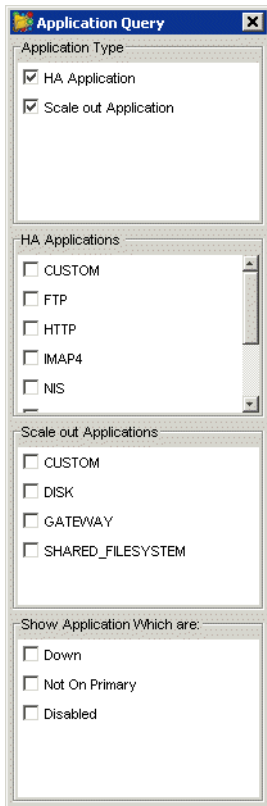 Application Query
Application Type
HA Application
Scale out Application
HA Applications
CUSTOM
FTP
HTTP
IMAP4
NIS
Scale out Applications
CUSTOM
DISK
GATEWAY
SHARED_FILESYSTEM
Show Application Which are:
Down
Not On Primary
Disabled